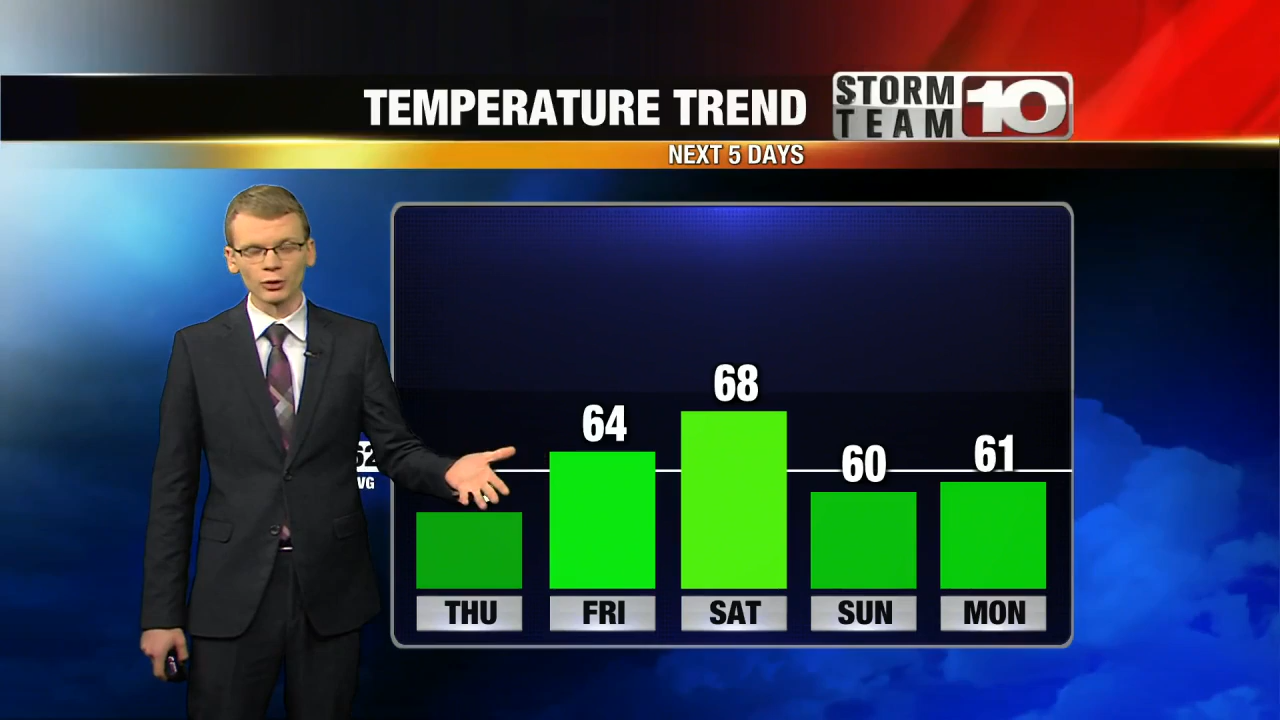 TEMPERATURE TREND
STORM
TEAM
10
NEXT 5 DAYS
64
68
60
61
THU
FRI
SAT
SUN
MON